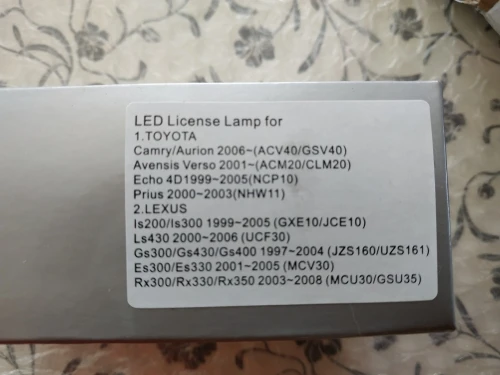 LED License Lamp for
1.TOYOTA
Camry/Aurion 2006~(ACV40/GSV40)
Avensis Verso 2001~(ACM20/CLM20)
Echo 4D1999~2005(NCP10)
Prius 2000~2003(NHW11)
2.LEXUS
Is200/Is300 1999~2005 (GXE10/JCE10)
Ls430 2000~2006 (UCF30)
Gs300/Gs430/Gs400 1997~2004 (JZS160/UZS161)
Es300/Es330 2001~2005 (MCV30)
Rx300/Rx330/Rx350 2003~2008 (MCU30/GSU35)